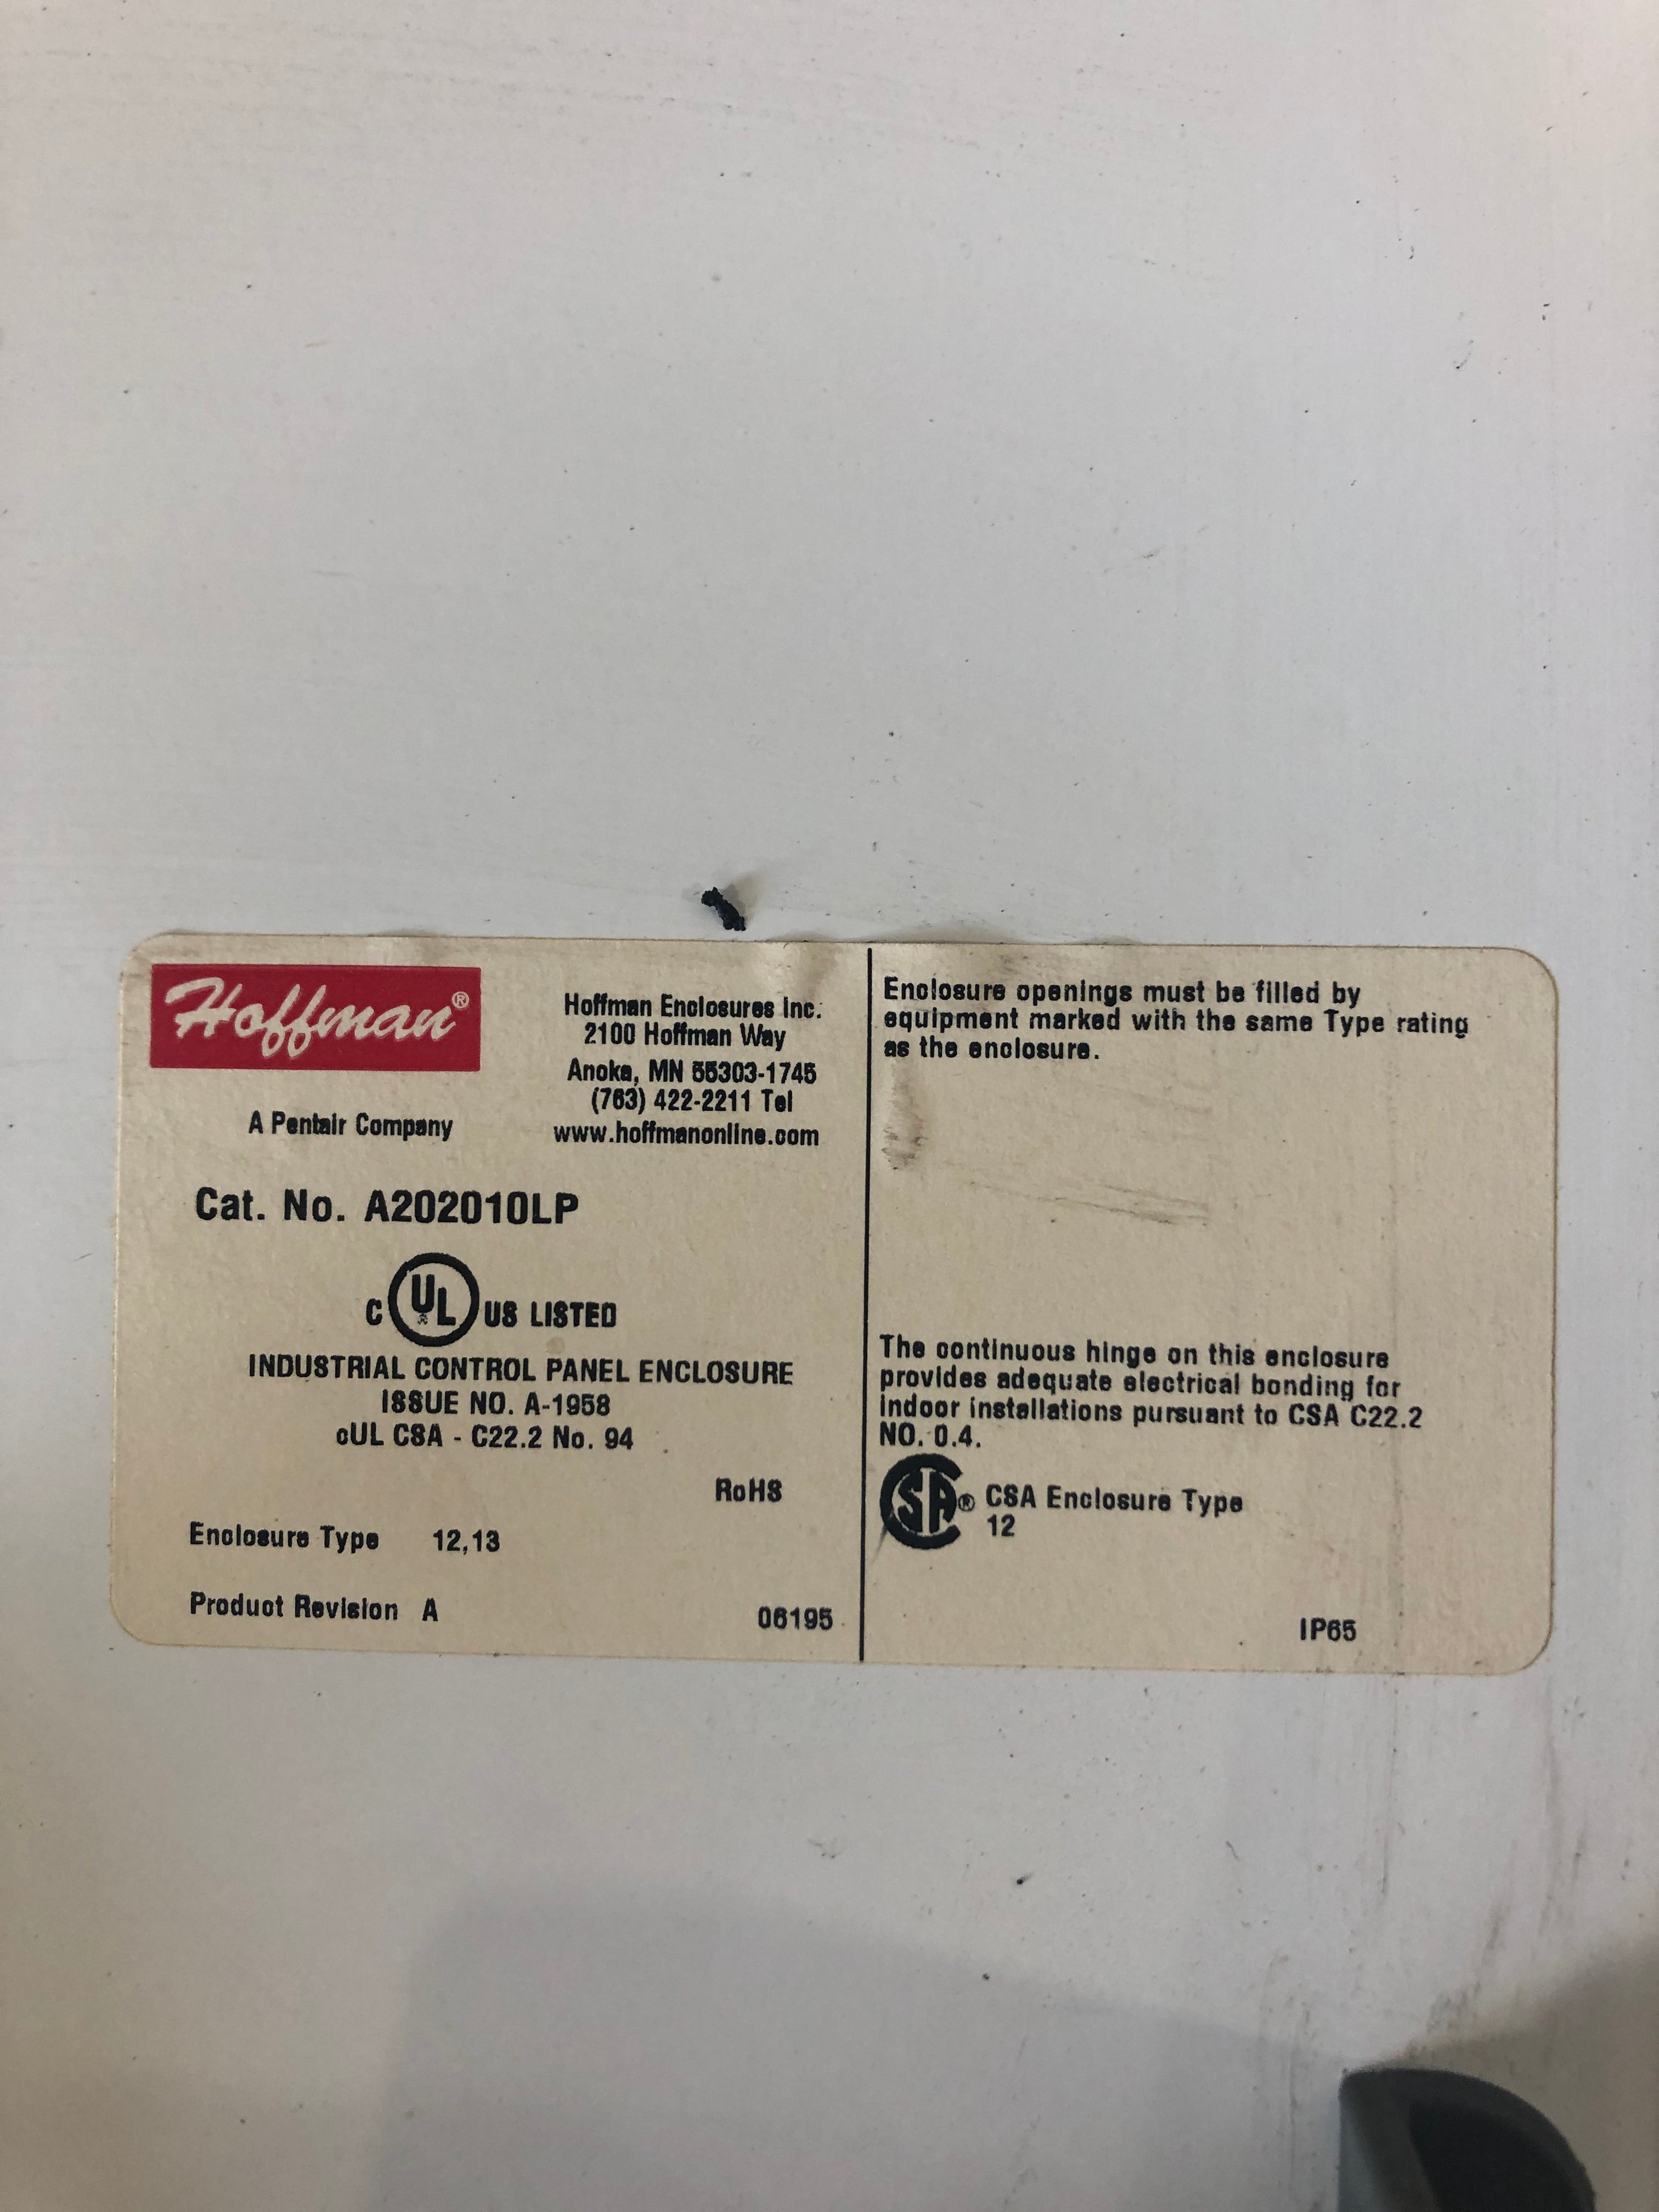 Hoffman®
A Pentair Company
Hoffman Enclosures Inc.
2100 Hoffman Way
Anoka, MN 55303-1745
(763) 422-2211 Tel
www.hoffmanonline.com
Cat. No. A202010LP
C UL US LISTED
INDUSTRIAL CONTROL PANEL ENCLOSURE
ISSUE NO. A-1958
cUL CSA - C22.2 No. 94
RoHS
Enclosure Type 12,13
Product Revision A
06195
Enclosure openings must be filled by
equipment marked with the same Type rating
as the enclosure.
The continuous hinge on this enclosure
provides adequate electrical bonding for
indoor installations pursuant to CSA C22.2
NO. 0.4.
SA® CSA Enclosure Type
12
IP65